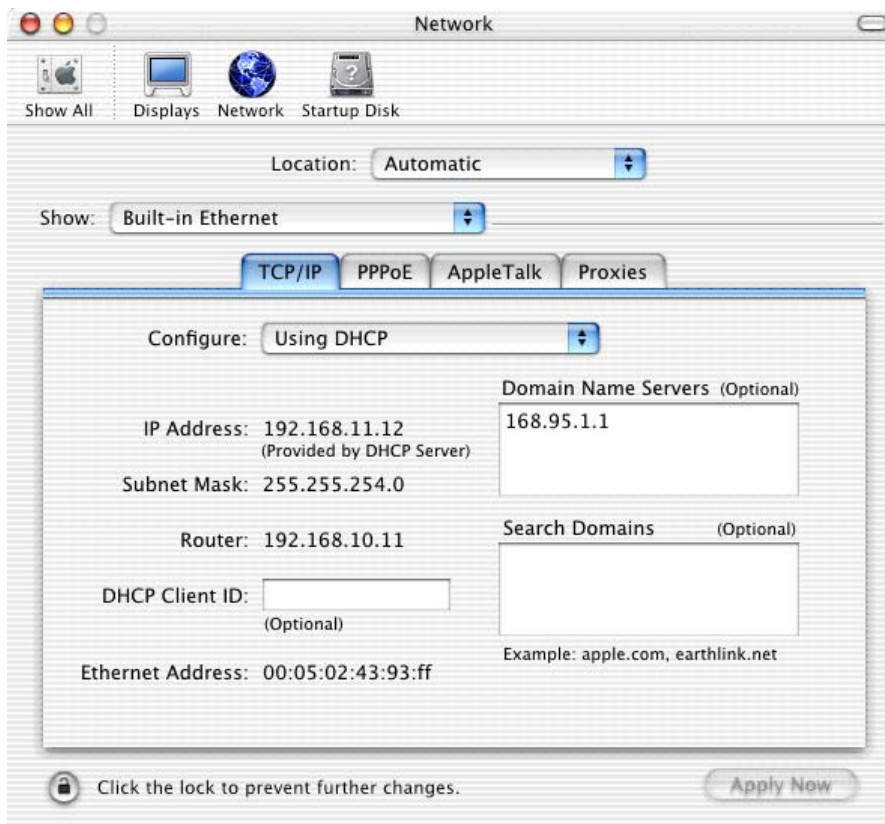 Network
Show All Displays Network Startup Disk
Location: Automatic
Show: Built-in Ethernet
TCP/IP PPPoE AppleTalk Proxies
Configure: Using DHCP
Domain Name Servers (Optional)
168.95.1.1
IP Address: 192.168.11.12
(Provided by DHCP Server)
Subnet Mask: 255.255.254.0
Router: 192.168.10.11
Search Domains (Optional)
DHCP Client ID:
(Optional)
Example: apple.com, earthlink.net
Ethernet Address: 00:05:02:43:93:ff
Click the lock to prevent further changes.
Apply Now